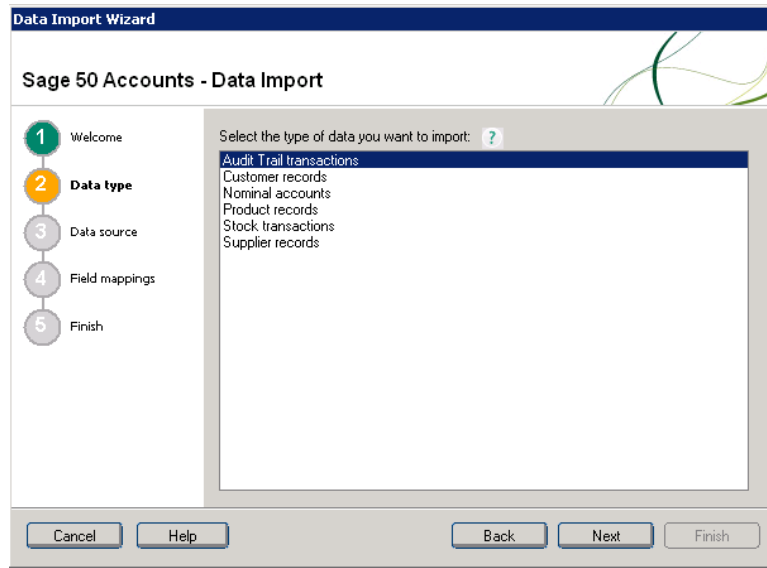 Data Import Wizard
Sage 50 Accounts - Data Import
1 Welcome
2 Data type
3 Data source
4 Field mappings
5 Finish
Select the type of data you want to import: ?
Audit Trail transactions
Customer records
Nominal accounts
Product records
Stock transactions
Supplier records
Cancel Help Back Next Finish